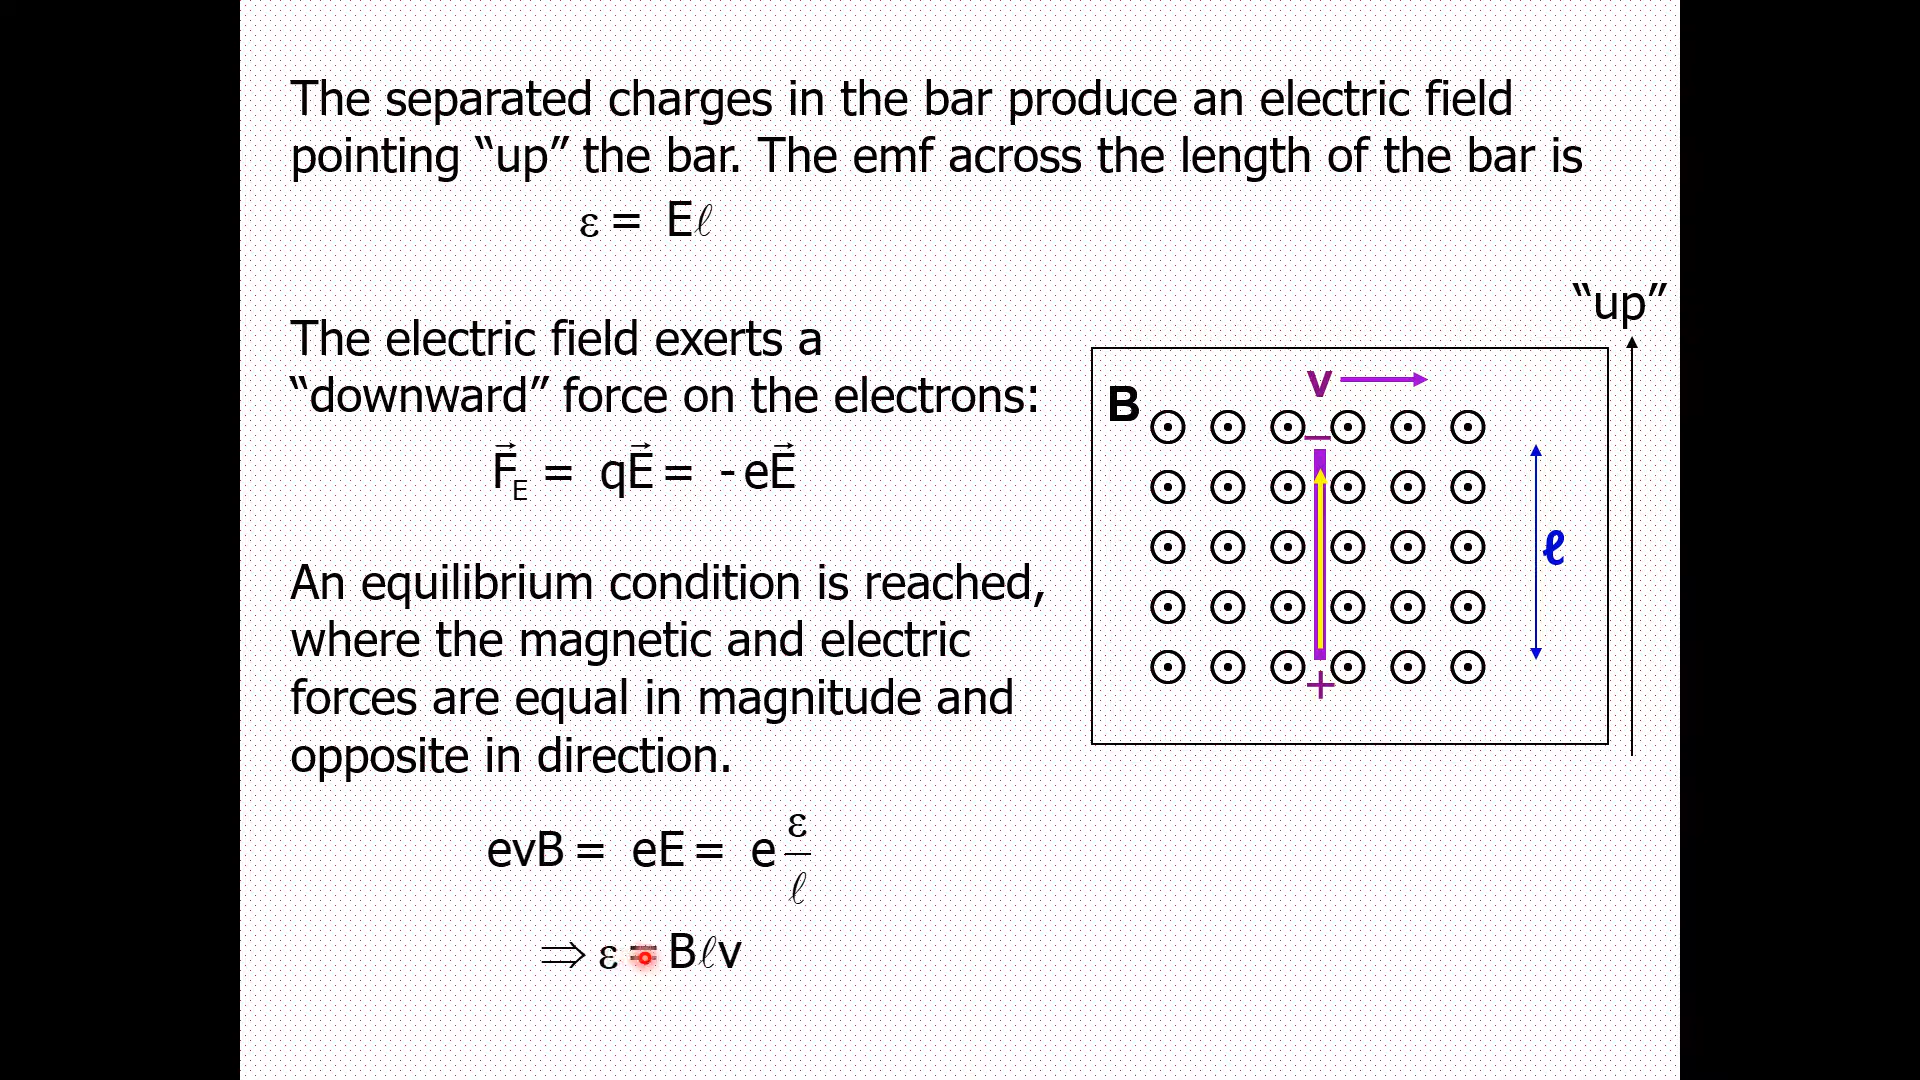 The separated charges in the bar produce an electric field
pointing “up” the bar. The emf across the length of the bar is
ε = Eℓ
The electric field exerts a
“downward” force on the electrons:
F⃗_E = qE⃗ = -eE⃗
An equilibrium condition is reached,
where the magnetic and electric
forces are equal in magnitude and
opposite in direction.
evB = eE = e ε/ℓ
⇒ ε = Bℓv
“up”
v
B
−
ℓ
+